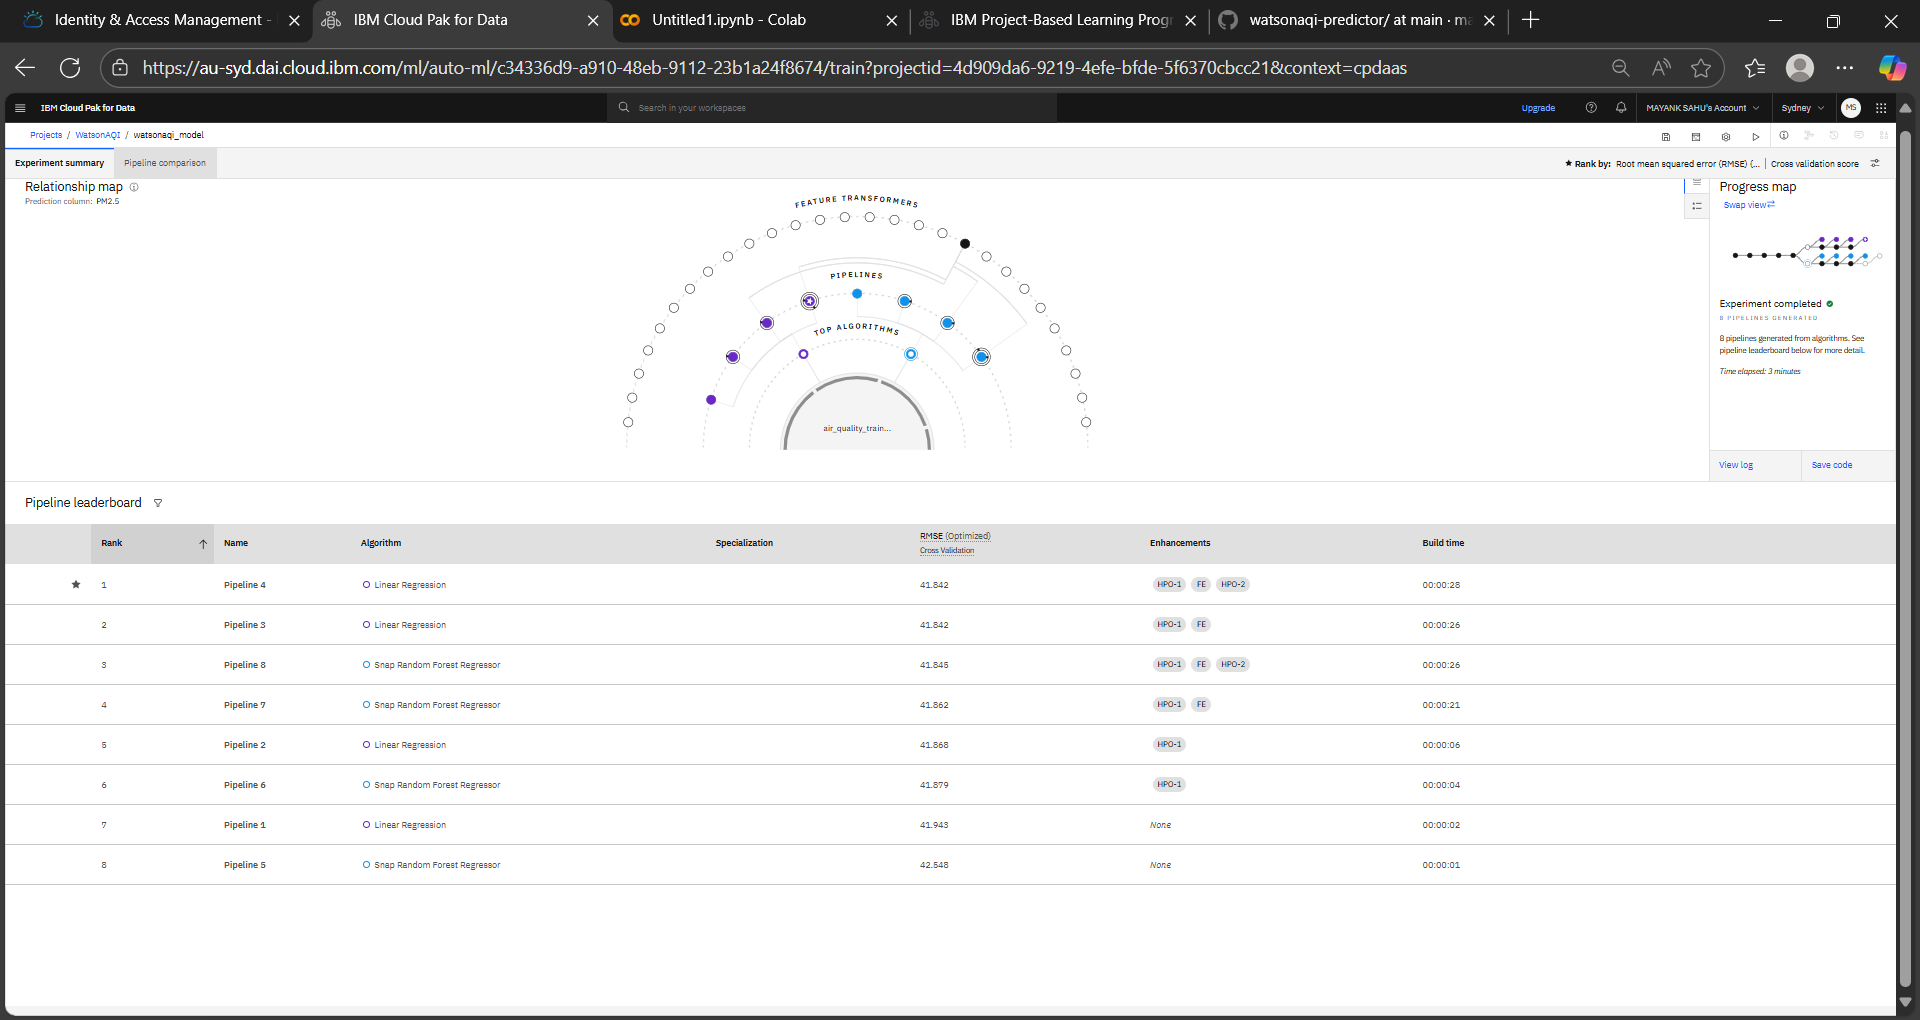 Identity & Access Management -
IBM Cloud Pak for Data
Untitled1.ipynb - Colab
IBM Project-Based Learning Progr
watsonaqi-predictor/ at main · ma
https://au-syd.dai.cloud.ibm.com/ml/auto-ml/c34336d9-a910-48eb-9112-23b1a24f8674/train?projectid=4d909da6-9219-4efe-bfde-5f6370cbcc21&context=cpdaas
IBM Cloud Pak for Data
Search in your workspaces
Upgrade
MAYANK SAHU's Account
Sydney
MS
Projects / WatsonAQI / watsonaqi_model
Experiment summary
Pipeline comparison
Rank by: Root mean squared error (RMSE) (... | Cross validation score
Relationship map
Prediction column: PM2.5
FEATURE TRANSFORMERS
PIPELINES
TOP ALGORITHMS
air_quality_train...
Progress map
Swap view
Experiment completed
8 PIPELINES GENERATED
8 pipelines generated from algorithms. See
pipeline leaderboard below for more detail.
Time elapsed: 3 minutes
View log
Save code
Pipeline leaderboard
Rank Name Algorithm Specialization RMSE (Optimized) Enhancements Build time
Cross Validation
1 Pipeline 4 Linear Regression 41.842 HPO-1 FE HPO-2 00:00:28
2 Pipeline 3 Linear Regression 41.842 HPO-1 FE 00:00:26
3 Pipeline 8 Snap Random Forest Regressor 41.845 HPO-1 FE HPO-2 00:00:26
4 Pipeline 7 Snap Random Forest Regressor 41.862 HPO-1 FE 00:00:21
5 Pipeline 2 Linear Regression 41.868 HPO-1 00:00:06
6 Pipeline 6 Snap Random Forest Regressor 41.879 HPO-1 00:00:04
7 Pipeline 1 Linear Regression 41.943 None 00:00:02
8 Pipeline 5 Snap Random Forest Regressor 42.548 None 00:00:01